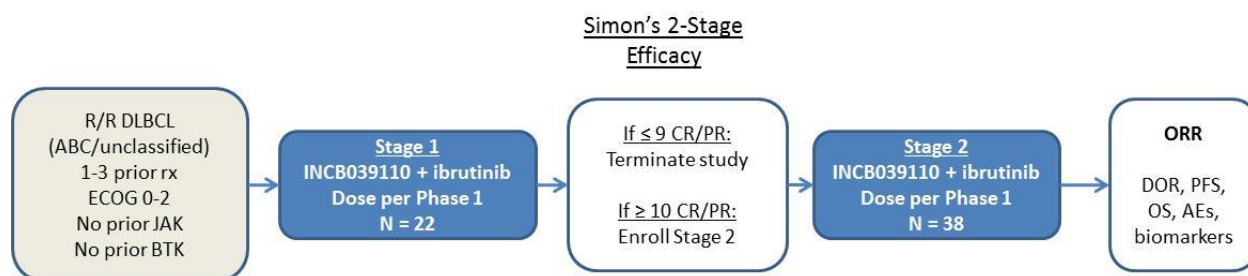 Simon's 2-Stage
Efficacy
R/R DLBCL
(ABC/unclassified)
1-3 prior rx
ECOG 0-2
No prior JAK
No prior BTK
Stage 1
INCB039110 + ibrutinib
Dose per Phase 1
N = 22
If ≤ 9 CR/PR:
Terminate study
If ≥ 10 CR/PR:
Enroll Stage 2
Stage 2
INCB039110 + ibrutinib
Dose per Phase 1
N = 38
ORR
DOR, PFS,
OS, AEs,
biomarkers